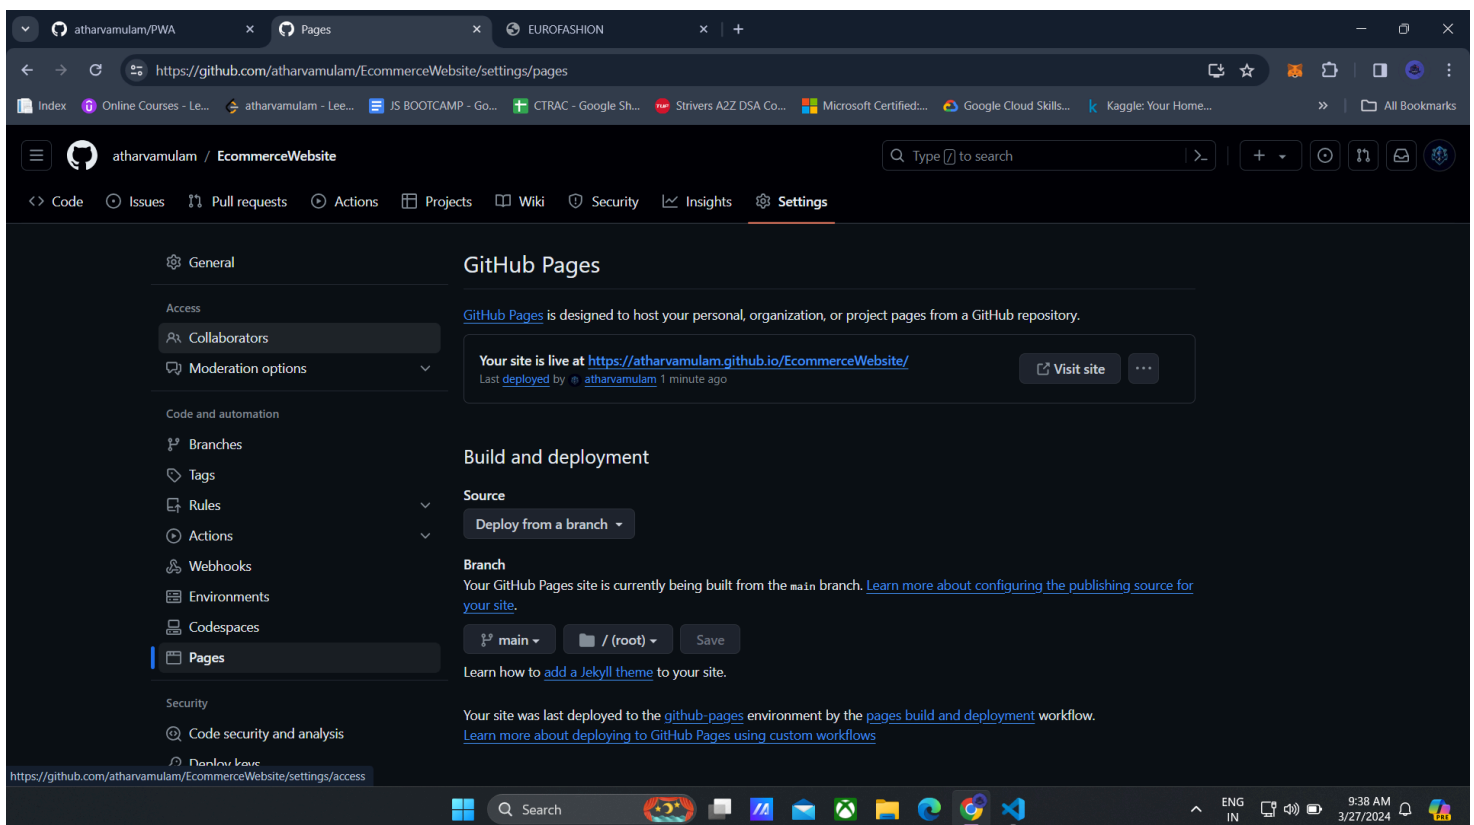 atharvamulam/PWA
Pages
EUROFASHION
https://github.com/atharvamulam/EcommerceWebsite/settings/pages
Index
Online Courses - Le...
atharvamulam - Lee...
JS BOOTCAMP - Go...
CTRAC - Google Sh...
Strivers A2Z DSA Co...
Microsoft Certified:...
Google Cloud Skills...
Kaggle: Your Home...
All Bookmarks
atharvamulam / EcommerceWebsite
Type / to search
Code
Issues
Pull requests
Actions
Projects
Wiki
Security
Insights
Settings
General
Access
Collaborators
Moderation options
Code and automation
Branches
Tags
Rules
Actions
Webhooks
Environments
Codespaces
Pages
Security
Code security and analysis
Deploy keys
GitHub Pages
GitHub Pages is designed to host your personal, organization, or project pages from a GitHub repository.
Your site is live at https://atharvamulam.github.io/EcommerceWebsite/
Last deployed by atharvamulam 1 minute ago
Visit site
Build and deployment
Source
Deploy from a branch
Branch
Your GitHub Pages site is currently being built from the main branch. Learn more about configuring the publishing source for
your site.
main
/ (root)
Save
Learn how to add a Jekyll theme to your site.
Your site was last deployed to the github-pages environment by the pages build and deployment workflow.
Learn more about deploying to GitHub Pages using custom workflows
https://github.com/atharvamulam/EcommerceWebsite/settings/access
Search
ENG
IN
9:38 AM
3/27/2024